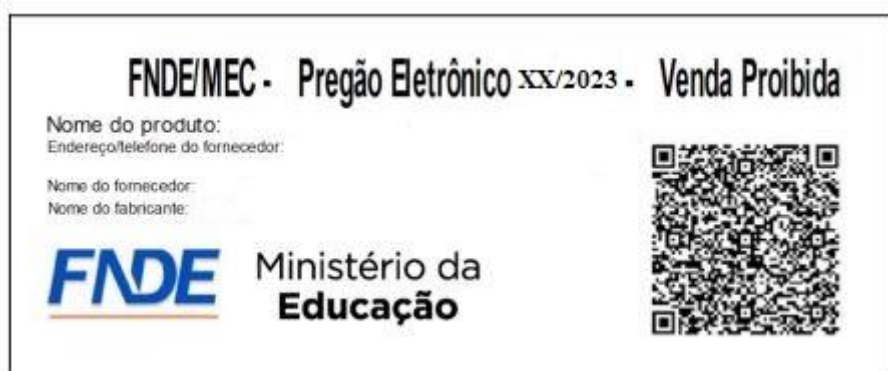 FNDE/MEC - Pregão Eletrônico XX/2023 - Venda Proibida
Nome do produto:
Endereço/telefone do fornecedor:
Nome do fornecedor:
Nome do fabricante:
FNDE
Ministério da
Educação